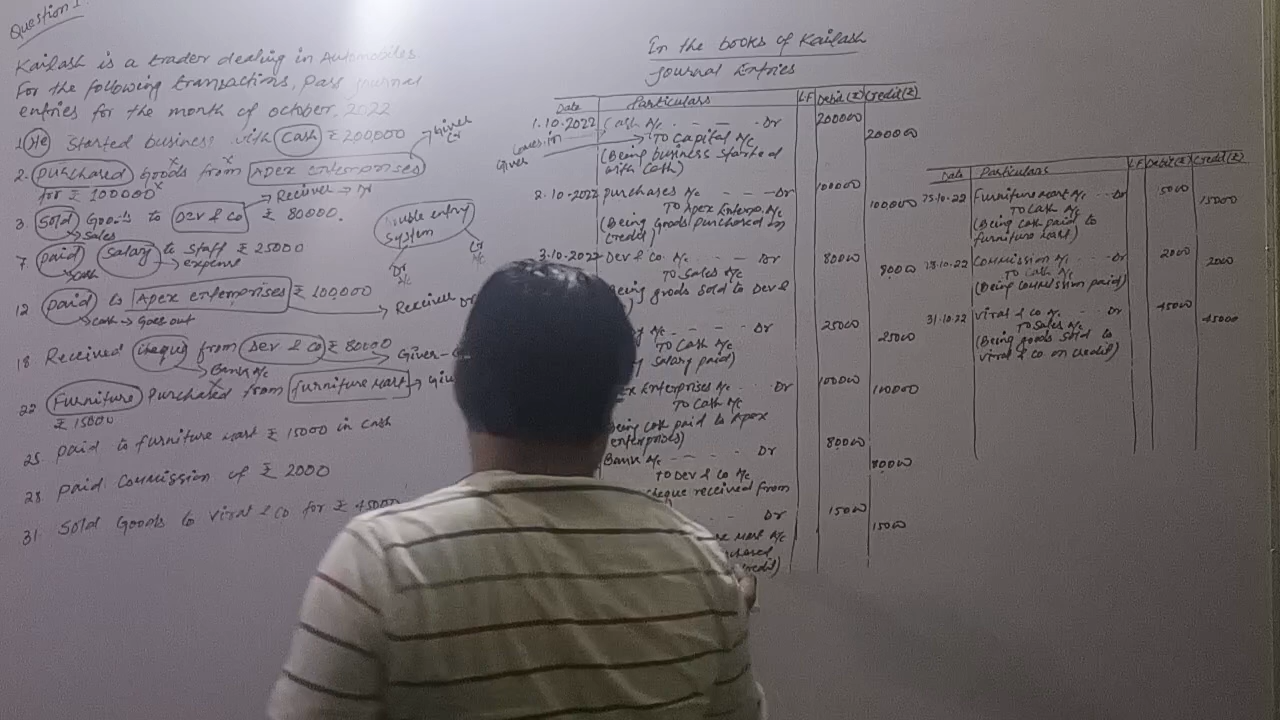 Question 1
Kailash is a trader dealing in Automobiles.
For the following transactions, pass journal
entries for the month of october, 2022
started business with cash ₹ 200000
Giver
Cr
2. purchased goods from Apex enterprises
for ₹ 100000
Receiver → Dr
3. Sold Goods to Dev & co ₹ 80000.
Sales
7. paid salary to staff ₹ 25000
cash
expense
Double entry
system
Dr
A/c
Cr
A/c
12 paid to Apex enterprises ₹ 100,000
cash → Goes out
Receiver Dr
18 Received cheque from Dev & co ₹ 80000
Bank A/c
Giver -
22 Furniture purchased from furniture mart
₹ 15000
25 paid to furniture mart ₹ 15000 in cash
28 paid Commission of ₹ 2000
31. Sold Goods to Viral & Co for ₹ 45000
In the books of Kailash
Journal Entries
Date Particulars LF Debit (₹) Credit (₹)
1.10.2022 Cash A/c - - - Dr 200000
Giver To Capital A/c 200000
(Being business started
with cash)
2.10.2022 purchases A/c - - - Dr 100000
To Apex Enterp. A/c 100,000
(Being Goods purchased on
credit)
3.10.2022 Dev & co. A/c - - Dr 80000
To Sales A/c 80000
Being goods sold to Dev &
A/c - - - - Dr 25000
To Cash A/c 25000
salary paid)
Enterprises A/c - - Dr 100000
To Cash A/c 100000
Being cash paid to Apex
enterprises)
Bank A/c - - - - Dr 80000
To Dev & Co A/c 80000
cheque received from
- - Dr 15000
mart A/c 15000
credit)
Date Particulars LF Debit(₹) Credit(₹)
25.10.22 Furniture mart A/c - - Dr 15000
To Cash A/c 15000
(Being cash paid to
furniture mart)
28.10.22 Commission A/c - - Dr 2000
To Cash A/c 2000
(Being commission paid)
31.10.22 Viral & co A/c - - Dr 45000
To Sales A/c 45000
(Being goods sold to
viral & co on credit)